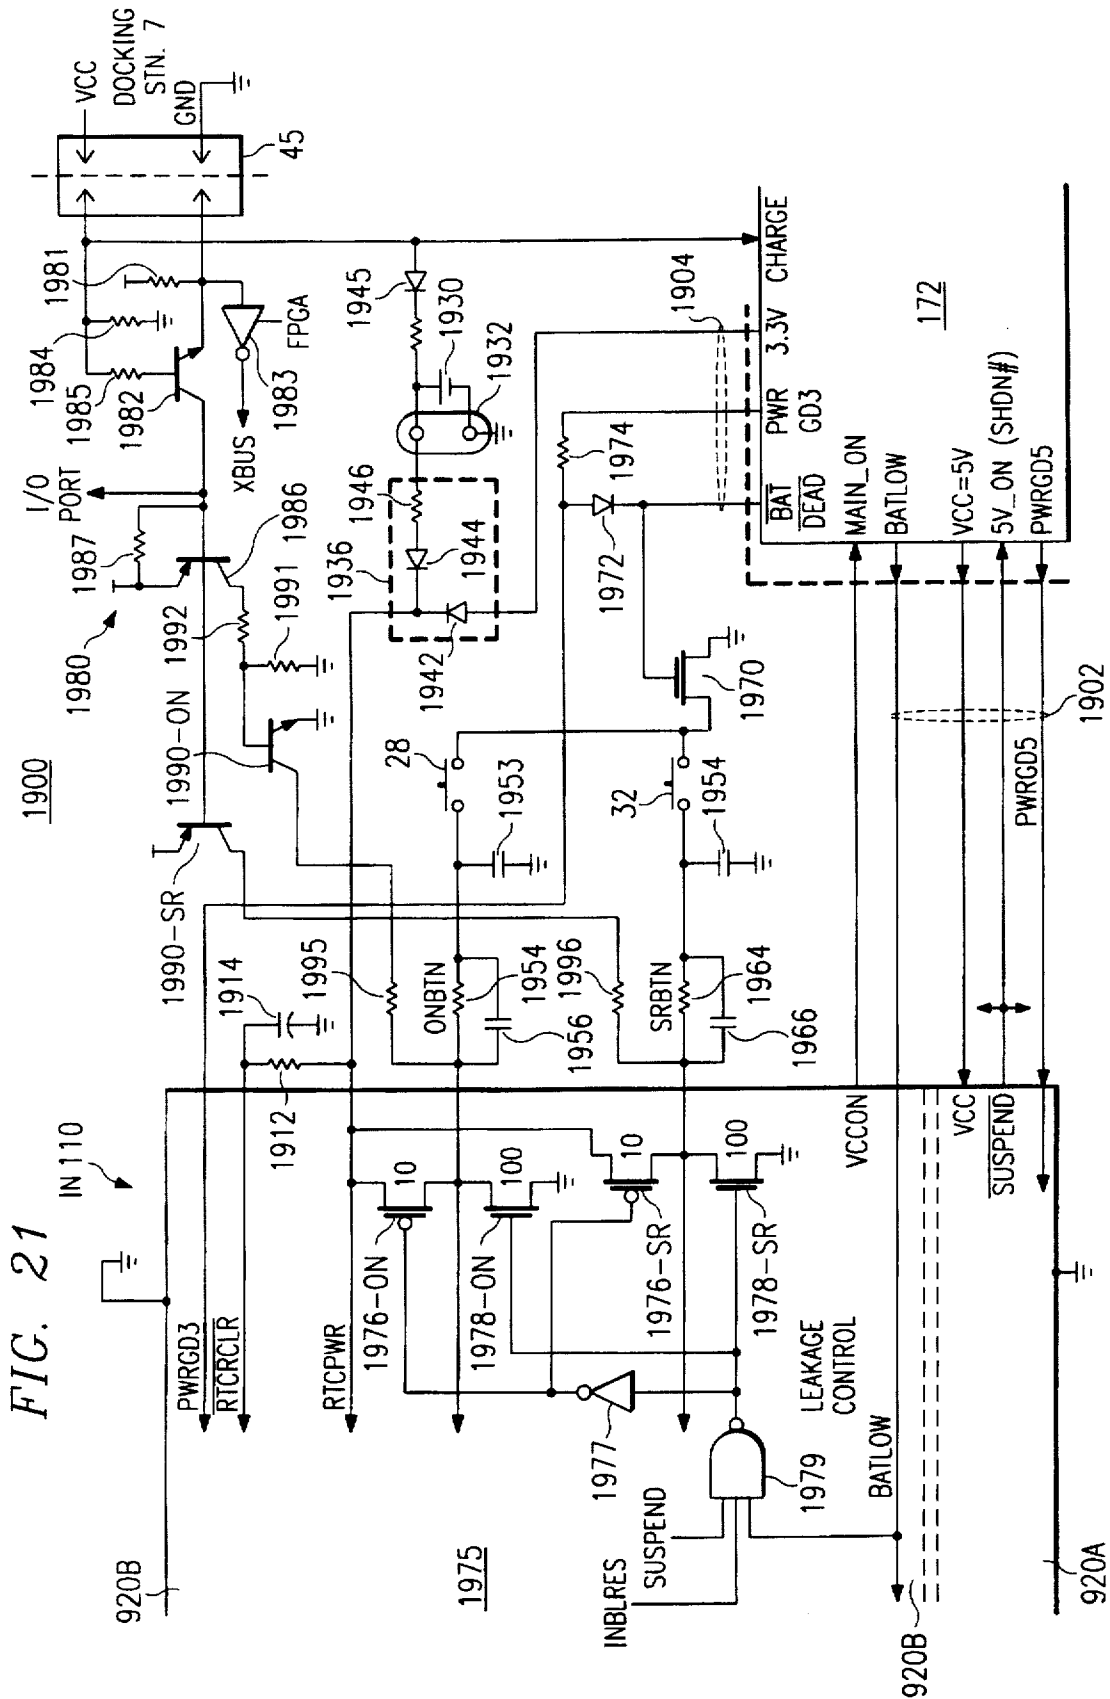 FIG. 21
1900
IN 110
920B
PWRGD3
RTCRCLR
RTCPWR
1975
1912
1914
1990-SR
1990-ON
1980
1992
1991
1987
I/O
PORT
1986
1982
1985
1984
1981
XBUS
1983
FPGA
VCC
DOCKING
STN. 7
GND
45
1976-ON
10
1978-ON
100
1995
ONBTN
1954
1956
1953
28
1936
1942
1944
1946
1945
1930
1932
1977
1976-SR
10
1978-SR
100
1996
SRBTN
1964
1966
1954
32
1970
1972
1974
1904
INBLRES
SUSPEND
1979
LEAKAGE
CONTROL
BATLOW
920B
920A
VCCON
VCC
SUSPEND
PWRGD5
1902
BAT
DEAD
PWR
GD3
3.3V
CHARGE
172
MAIN_ON
BATLOW
VCC=5V
5V_ON (SHDN#)
PWRGD5